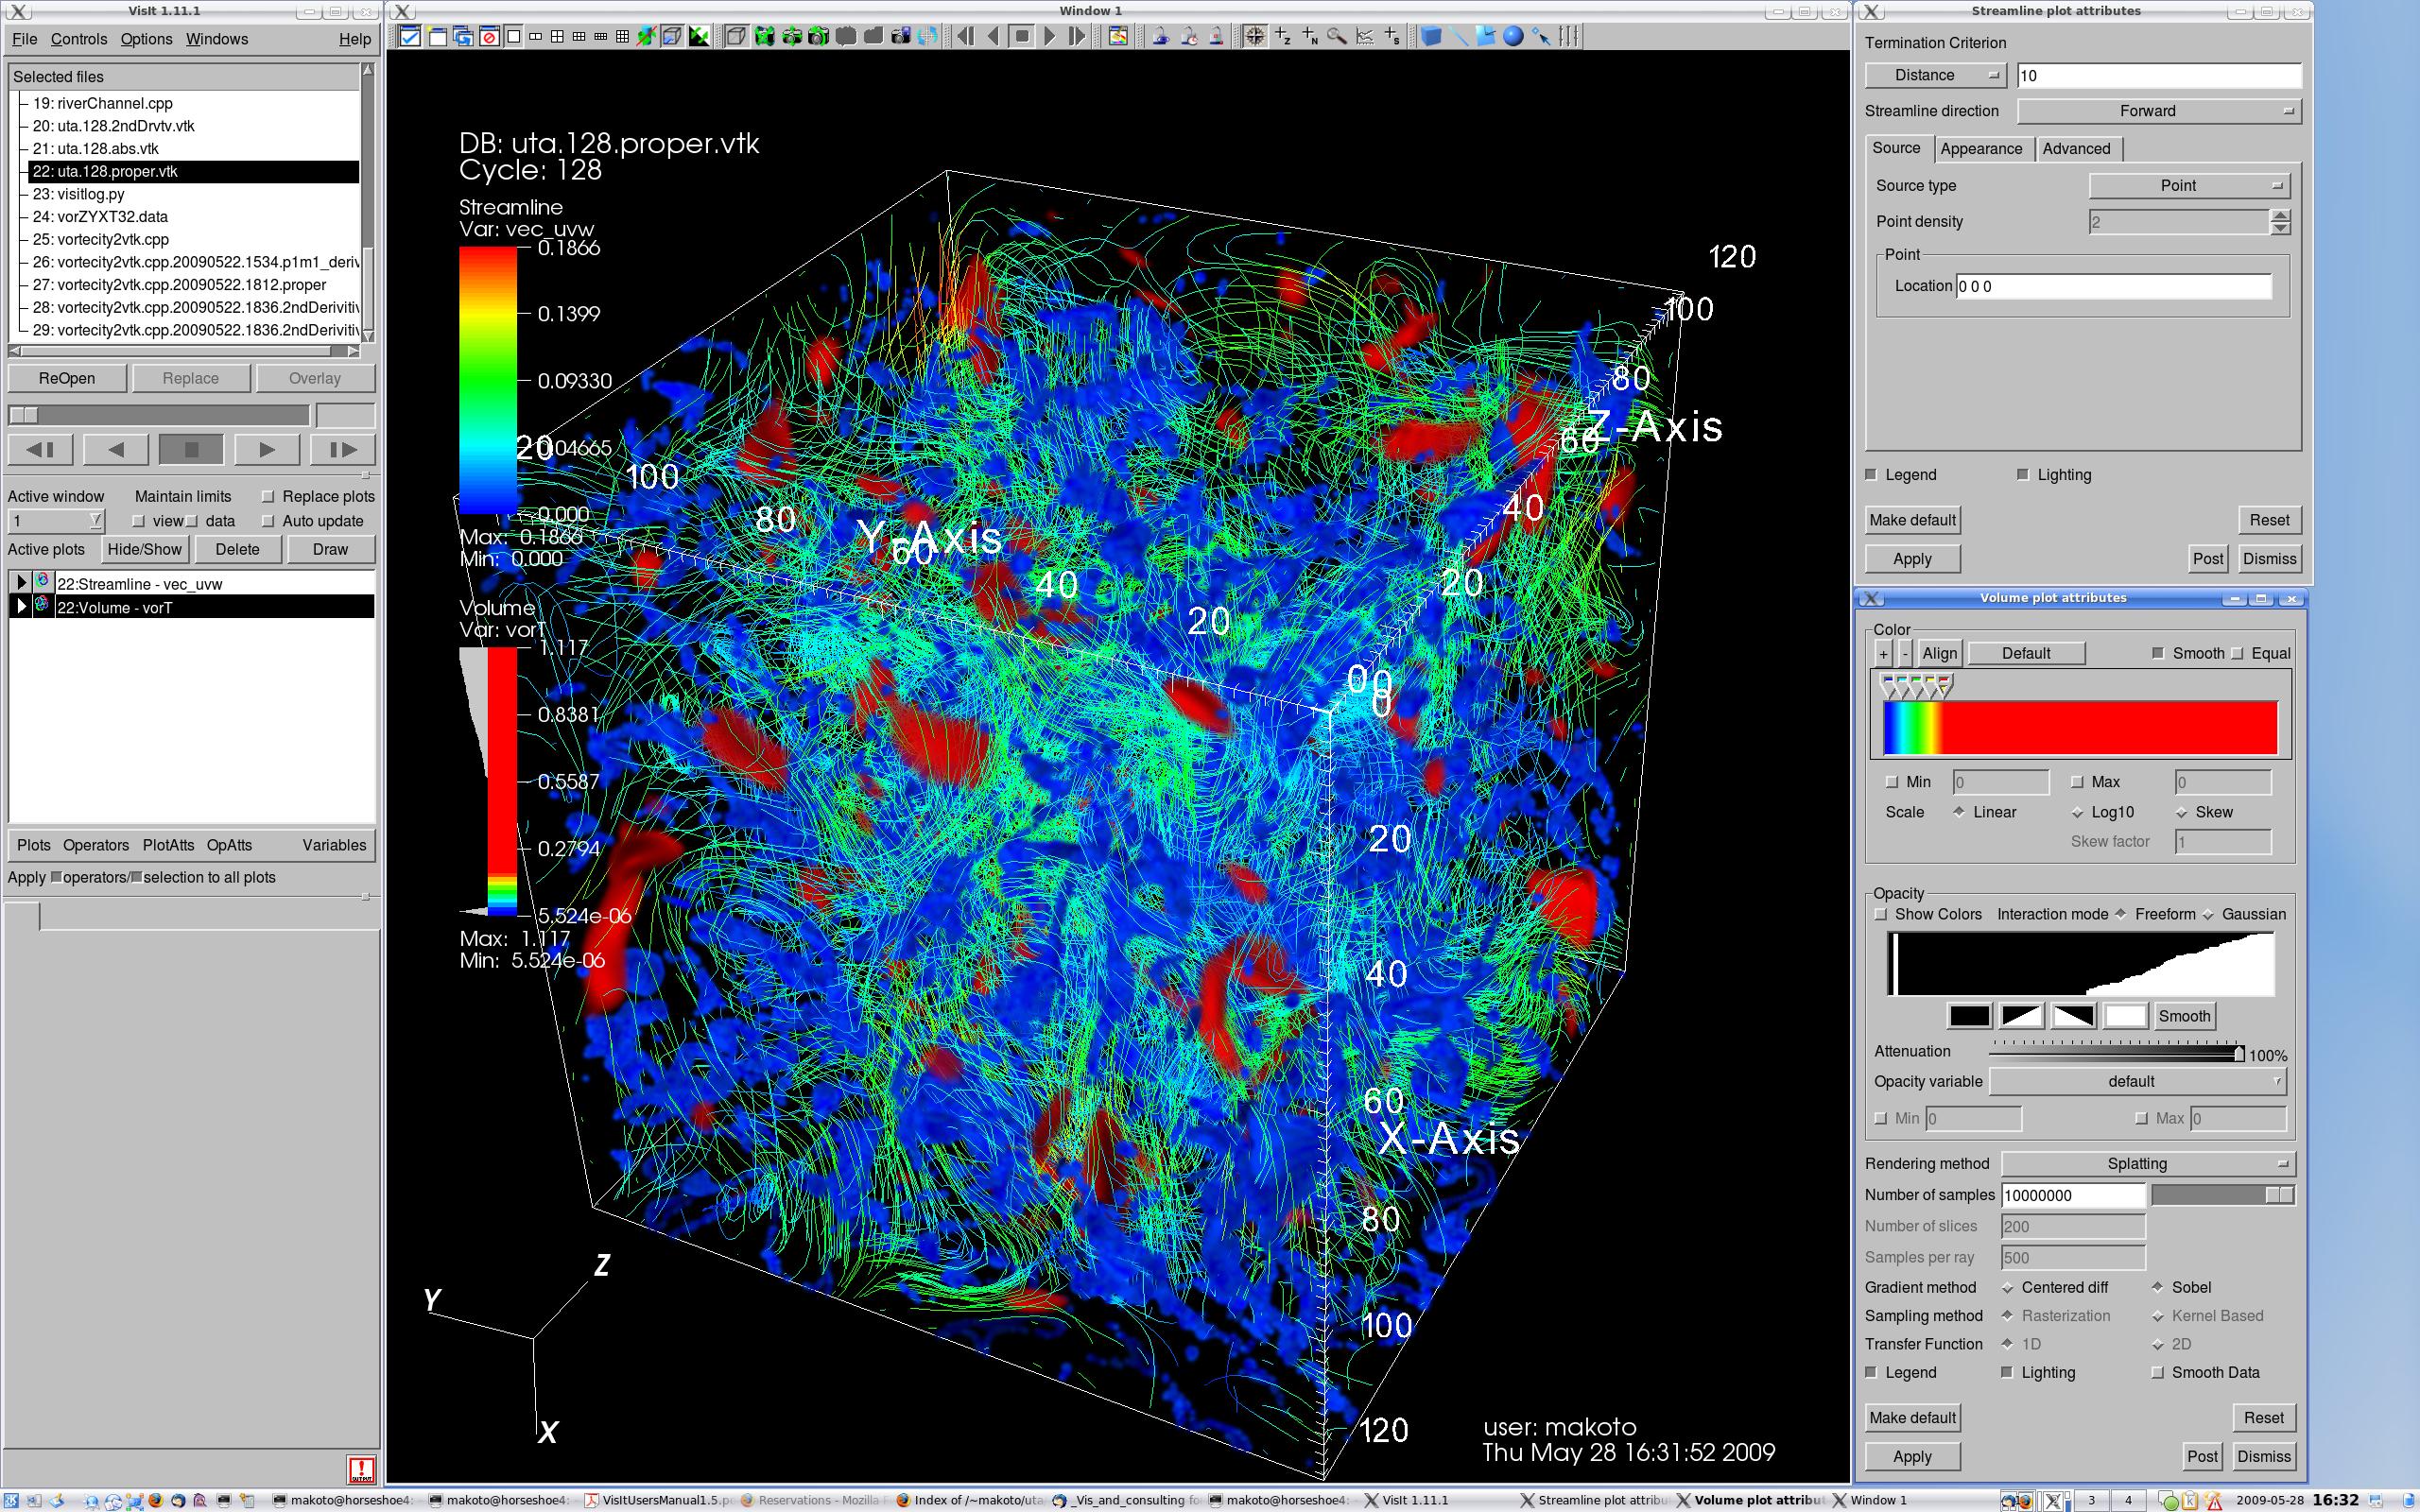 VisIt 1.11.1
File Controls Options Windows Help
Selected files
19: riverChannel.cpp
20: uta.128.2ndDrvtv.vtk
21: uta.128.abs.vtk
22: uta.128.proper.vtk
23: visitlog.py
24: vorZYXT32.data
25: vortecity2vtk.cpp
26: vortecity2vtk.cpp.20090522.1534.p1m1_deriv
27: vortecity2vtk.cpp.20090522.1812.proper
28: vortecity2vtk.cpp.20090522.1836.2ndDerivitiv
29: vortecity2vtk.cpp.20090522.1836.2ndDerivitiv
ReOpen Replace Overlay
Active window Maintain limits Replace plots
1 view data Auto update
Active plots Hide/Show Delete Draw
22:Streamline - vec_uvw
22:Volume - vorT
Plots Operators PlotAtts OpAtts Variables
Apply operators/ selection to all plots
Window 1
DB: uta.128.proper.vtk
Cycle: 128
Streamline
Var: vec_uvw
0.1866
0.1399
0.09330
0.04665
0.000
Max: 0.1866
Min: 0.000
Volume
Var: vorT
1.117
0.8381
0.5587
0.2794
5.524e-06
Max: 1.117
Min: 5.524e-06
120
100
80
60
40
20
0
Z-Axis
120
100
80
60
40
20
0
Y-Axis
0
20
40
60
X-Axis
80
100
120
Z
Y
X
user: makoto
Thu May 28 16:31:52 2009
Streamline plot attributes
Termination Criterion
Distance 10
Streamline direction Forward
Source Appearance Advanced
Source type Point
Point density 2
Point
Location 0 0 0
Legend Lighting
Make default Reset
Apply Post Dismiss
Volume plot attributes
Color
+ - Align Default Smooth Equal
Min 0 Max 0
Scale Linear Log10 Skew
Skew factor 1
Opacity
Show Colors Interaction mode Freeform Gaussian
Smooth
Attenuation 100%
Opacity variable default
Min 0 Max 0
Rendering method Splatting
Number of samples 10000000
Number of slices 200
Samples per ray 500
Gradient method Centered diff Sobel
Sampling method Rasterization Kernel Based
Transfer Function 1D 2D
Legend Lighting Smooth Data
Make default Reset
Apply Post Dismiss
makoto@horseshoe4: makoto@horseshoe4: VisItUsersManual1.5.p Reservations - Mozilla F Index of /~makoto/uta _Vis_and_consulting fo makoto@horseshoe4: VisIt 1.11.1 Streamline plot attribu Volume plot attribut Window 1 3 4 2009-05-28 16:32